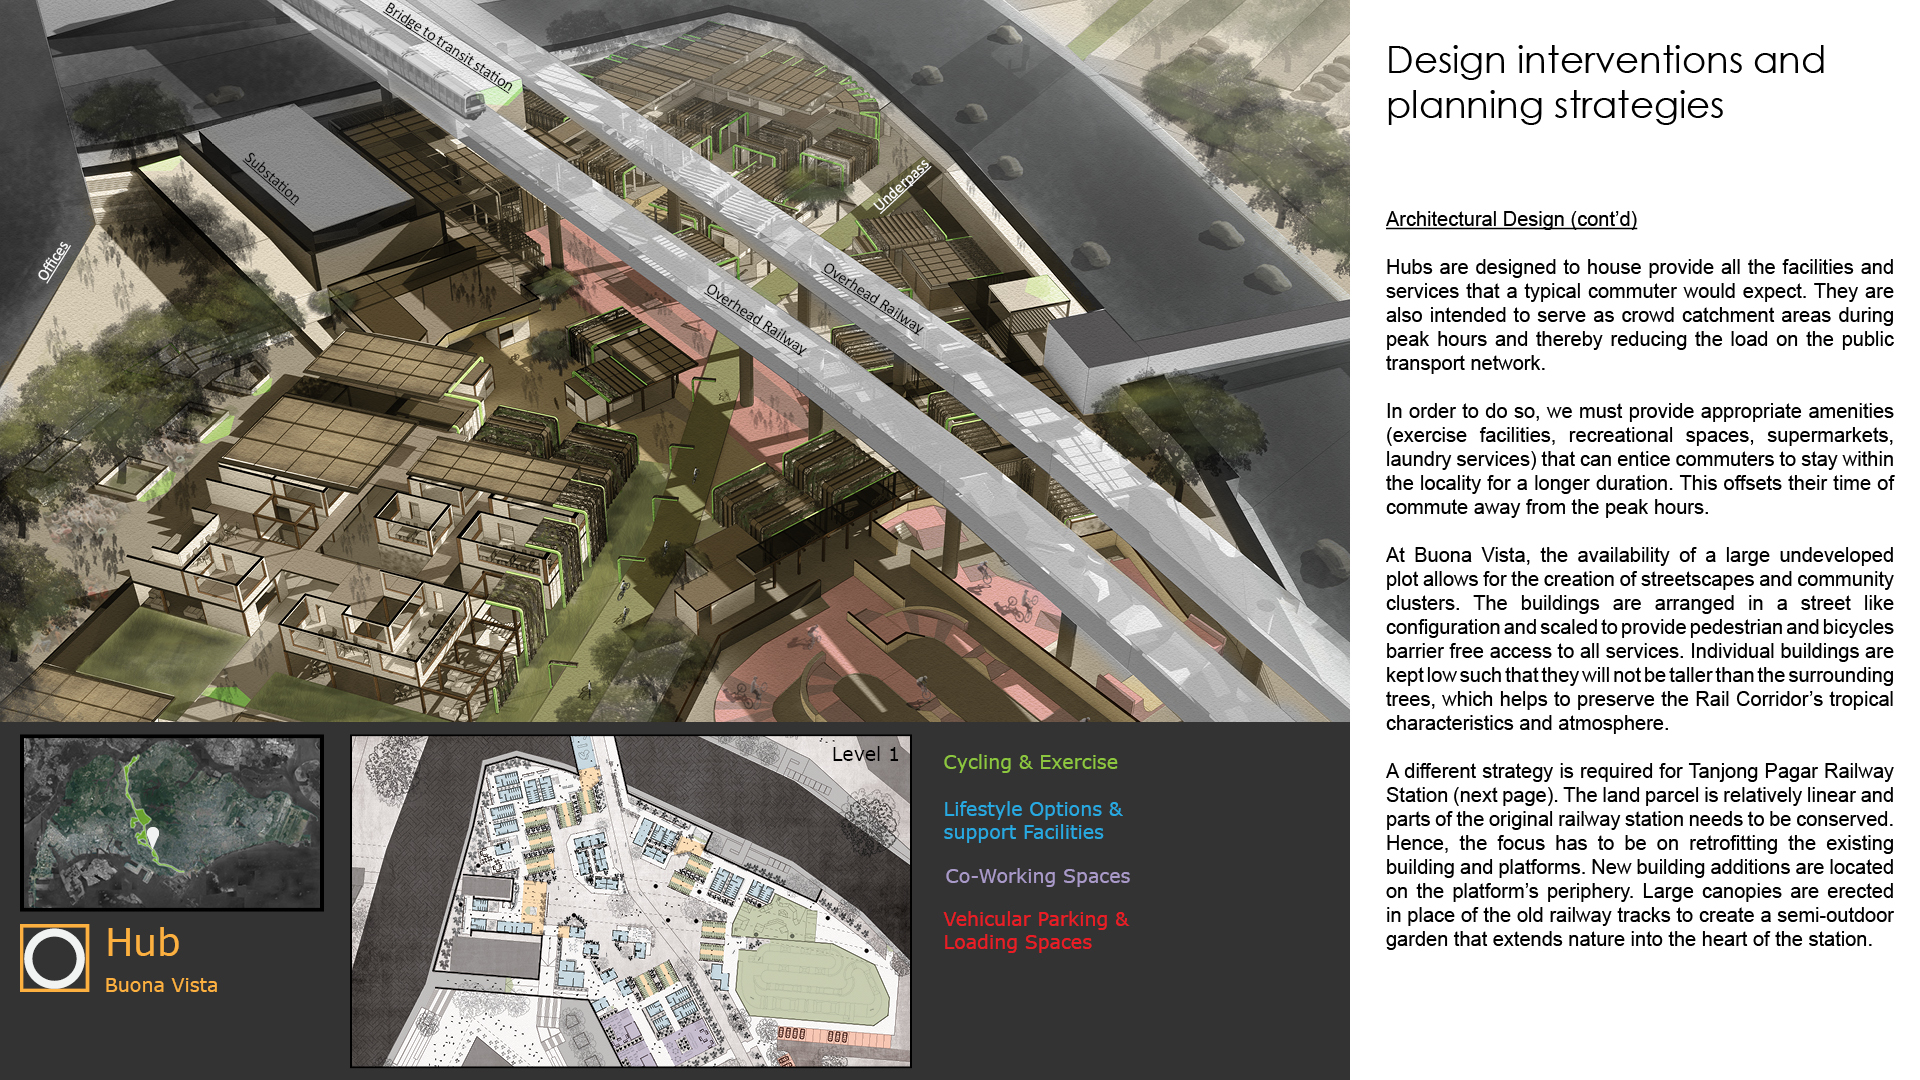 Bridge to transit station
Substation
Offices
Underpass
Overhead Railway
Overhead Railway
Design interventions and
planning strategies
Architectural Design (cont’d)
Hubs are designed to house provide all the facilities and
services that a typical commuter would expect. They are
also intended to serve as crowd catchment areas during
peak hours and thereby reducing the load on the public
transport network.
In order to do so, we must provide appropriate amenities
(exercise facilities, recreational spaces, supermarkets,
laundry services) that can entice commuters to stay within
the locality for a longer duration. This offsets their time of
commute away from the peak hours.
At Buona Vista, the availability of a large undeveloped
plot allows for the creation of streetscapes and community
clusters. The buildings are arranged in a street like
configuration and scaled to provide pedestrian and bicycles
barrier free access to all services. Individual buildings are
kept low such that they will not be taller than the surrounding
trees, which helps to preserve the Rail Corridor’s tropical
characteristics and atmosphere.
A different strategy is required for Tanjong Pagar Railway
Station (next page). The land parcel is relatively linear and
parts of the original railway station needs to be conserved.
Hence, the focus has to be on retrofitting the existing
building and platforms. New building additions are located
on the platform’s periphery. Large canopies are erected
in place of the old railway tracks to create a semi-outdoor
garden that extends nature into the heart of the station.
Hub
Buona Vista
Level 1
Cycling & Exercise
Lifestyle Options &
support Facilities
Co-Working Spaces
Vehicular Parking &
Loading Spaces